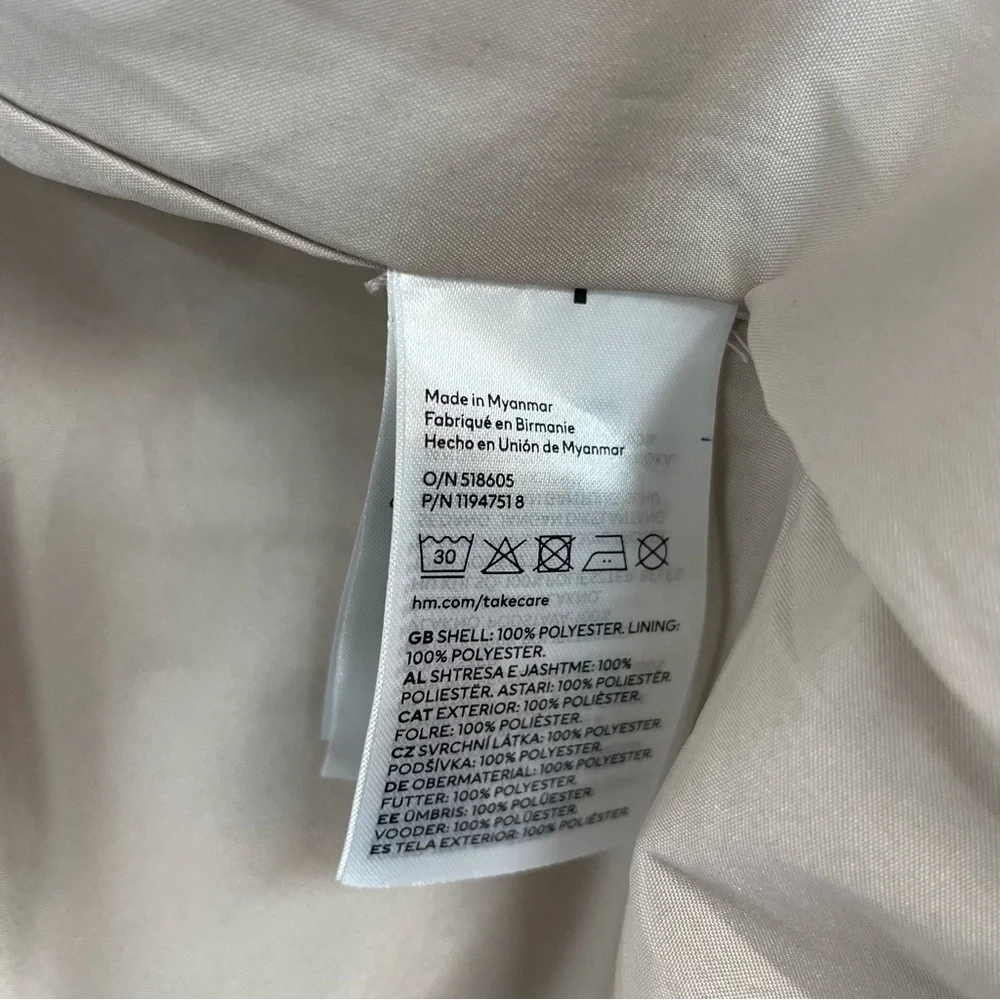 Made in Myanmar
Fabriqué en Birmanie
Hecho en Unión de Myanmar
O/N 518605
P/N 1194751 8
30
hm.com/takecare
GB SHELL: 100% POLYESTER. LINING:
100% POLYESTER.
AL SHTRESA E JASHTME: 100%
POLIESTËR. ASTARI: 100% POLIESTËR.
CAT EXTERIOR: 100% POLIÈSTER.
FOLRE: 100% POLIÈSTER.
CZ SVRCHNÍ LÁTKA: 100% POLYESTER.
PODŠÍVKA: 100% POLYESTER.
DE OBERMATERIAL: 100% POLYESTER.
FUTTER: 100% POLYESTER.
EE ÜMBRIS: 100% POLÜESTER.
VOODER: 100% POLÜESTER.
ES TELA EXTERIOR: 100% POLIÉSTER.